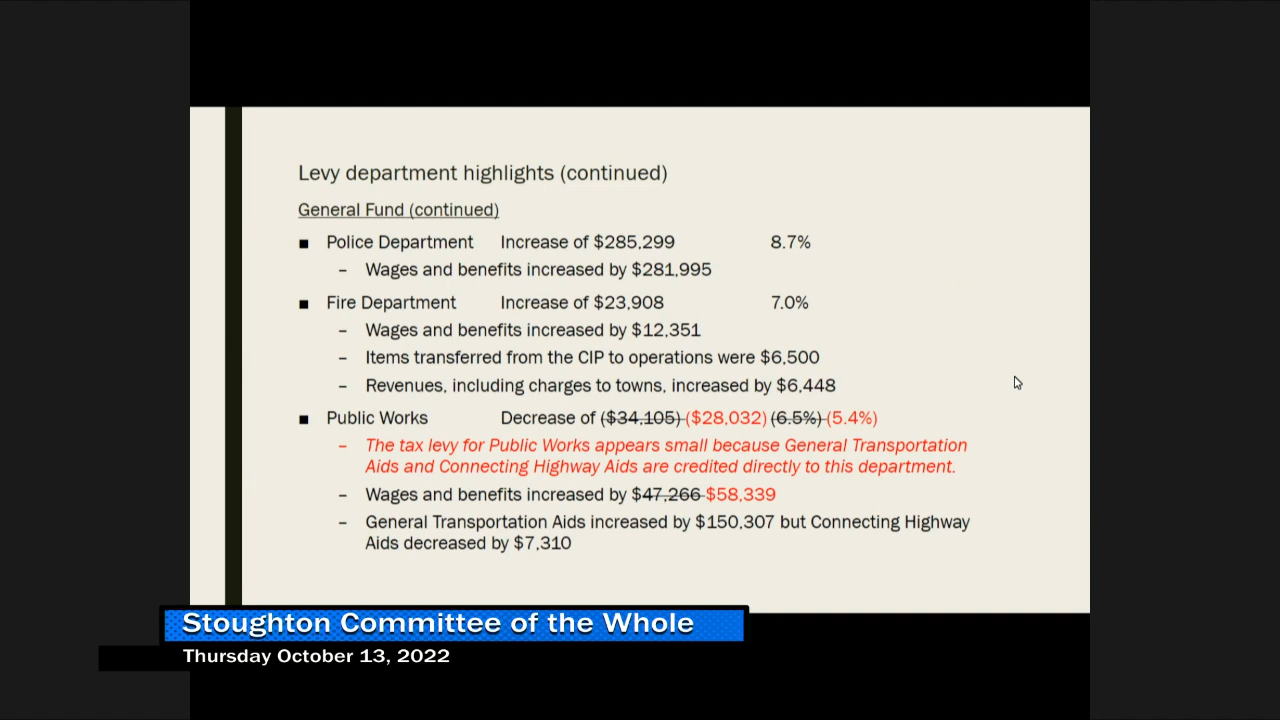 Levy department highlights (continued)
General Fund (continued)
■ Police Department Increase of $285,299 8.7%
– Wages and benefits increased by $281,995
■ Fire Department Increase of $23,908 7.0%
– Wages and benefits increased by $12,351
– Items transferred from the CIP to operations were $6,500
– Revenues, including charges to towns, increased by $6,448
■ Public Works Decrease of ($34,105) ($28,032) (6.5%) (5.4%)
– The tax levy for Public Works appears small because General Transportation
Aids and Connecting Highway Aids are credited directly to this department.
– Wages and benefits increased by $47,266 $58,339
– General Transportation Aids increased by $150,307 but Connecting Highway
Aids decreased by $7,310
Stoughton Committee of the Whole
Thursday October 13, 2022